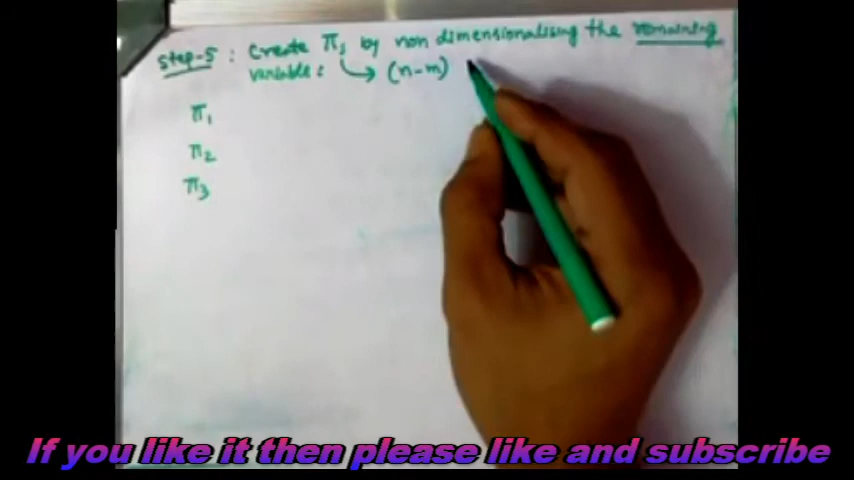 Step-5 : Create π1 by non dimensionalising the remaining
variable : → (n-m)
π1
π2
π3
If you like it then please like and subscribe